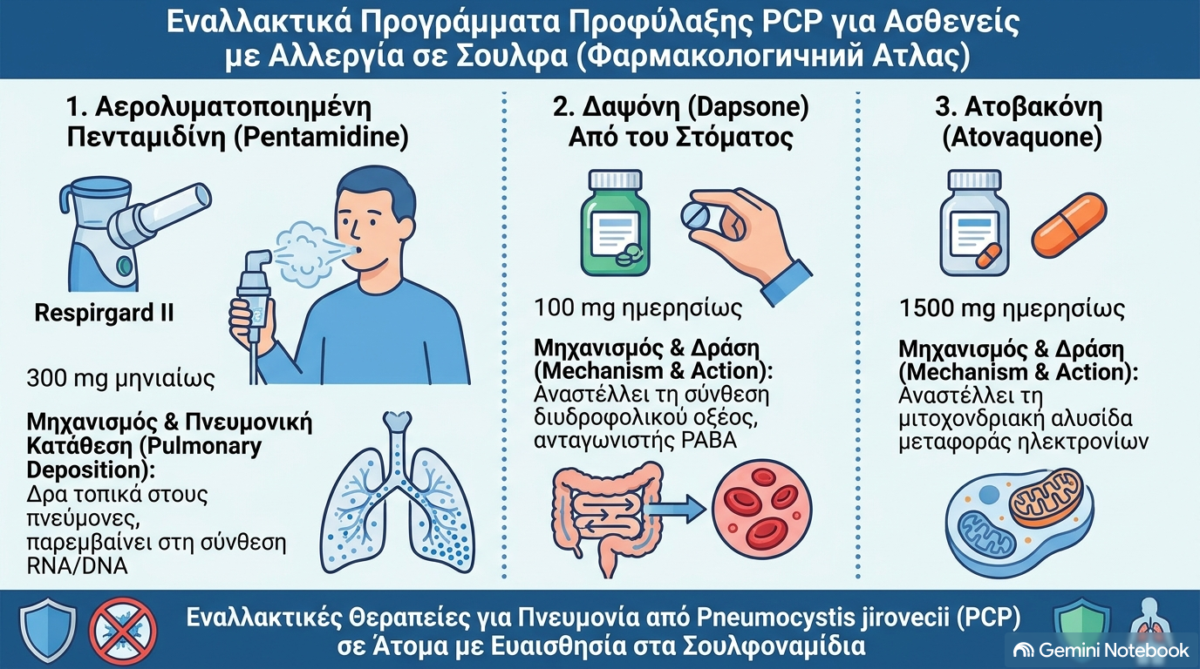 Εναλλακτικά Προγράμματα Προφύλαξης PCP για Ασθενείς
με Αλλεργία σε Σουλφα (Φαρμακολογичний Ατλας)
1. Αερολυματοποιημένη
Πενταμιδίνη (Pentamidine)
Respirgard II
300 mg μηνιαίως
Μηχανισμός & Πνευμονική
Κατάθεση (Pulmonary
Deposition):
Δρα τοπικά στους
πνεύμονες,
παρεμβαίνει στη σύνθεση
RNA/DNA
2. Δαψόνη (Dapsone)
Από του Στόματος
100 mg ημερησίως
Μηχανισμός & Δράση
(Mechanism & Action):
Αναστέλλει τη σύνθεση
διυδροφολικού οξέος,
ανταγωνιστής PABA
3. Ατοβακόνη
(Atovaquone)
1500 mg ημερησίως
Μηχανισμός & Δράση
(Mechanism & Action):
Αναστέλλει τη
μιτοχονδριακή αλυσίδα
μεταφοράς ηλεκτρονίων
Εναλλακτικές Θεραπείες για Πνευμονία από Pneumocystis jirovecii (PCP)
σε Άτομα με Ευαισθησία στα Σουλφοναμίδια
Gemini Notebook